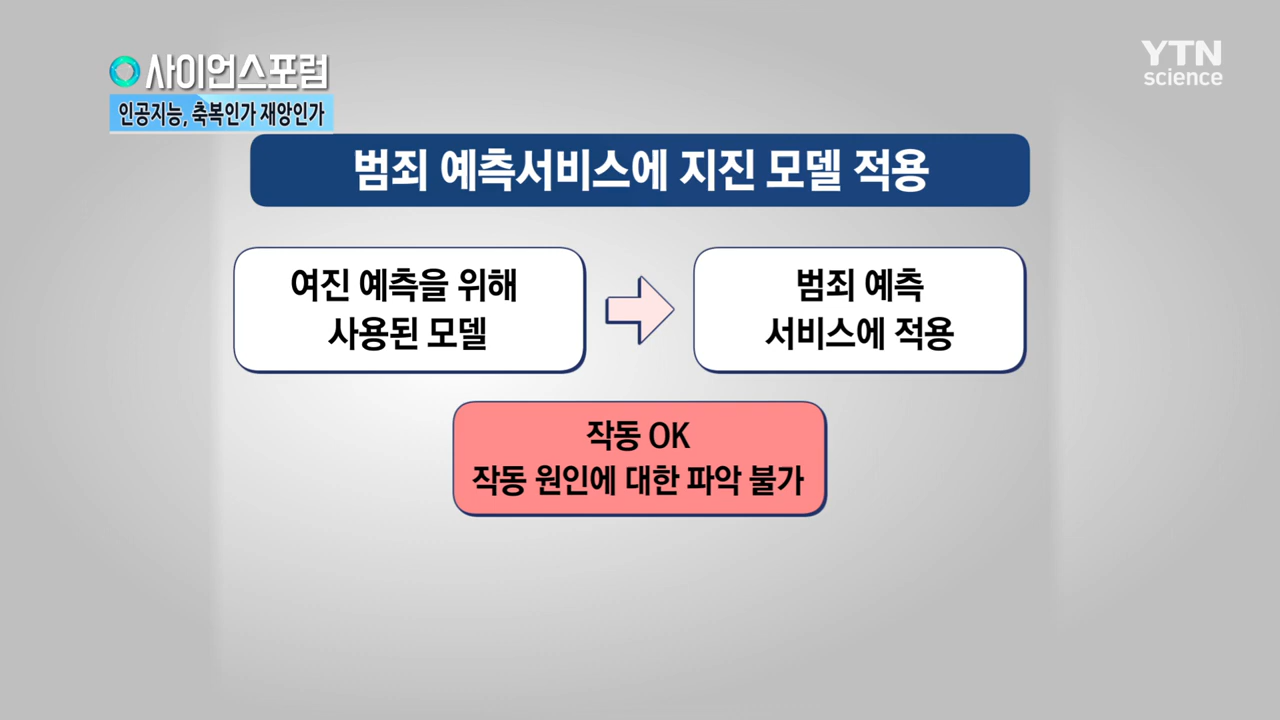 사이언스포럼
인공지능, 축복인가 재앙인가
YTN
science
범죄 예측서비스에 지진 모델 적용
여진 예측을 위해
사용된 모델
범죄 예측
서비스에 적용
작동 OK
작동 원인에 대한 파악 불가